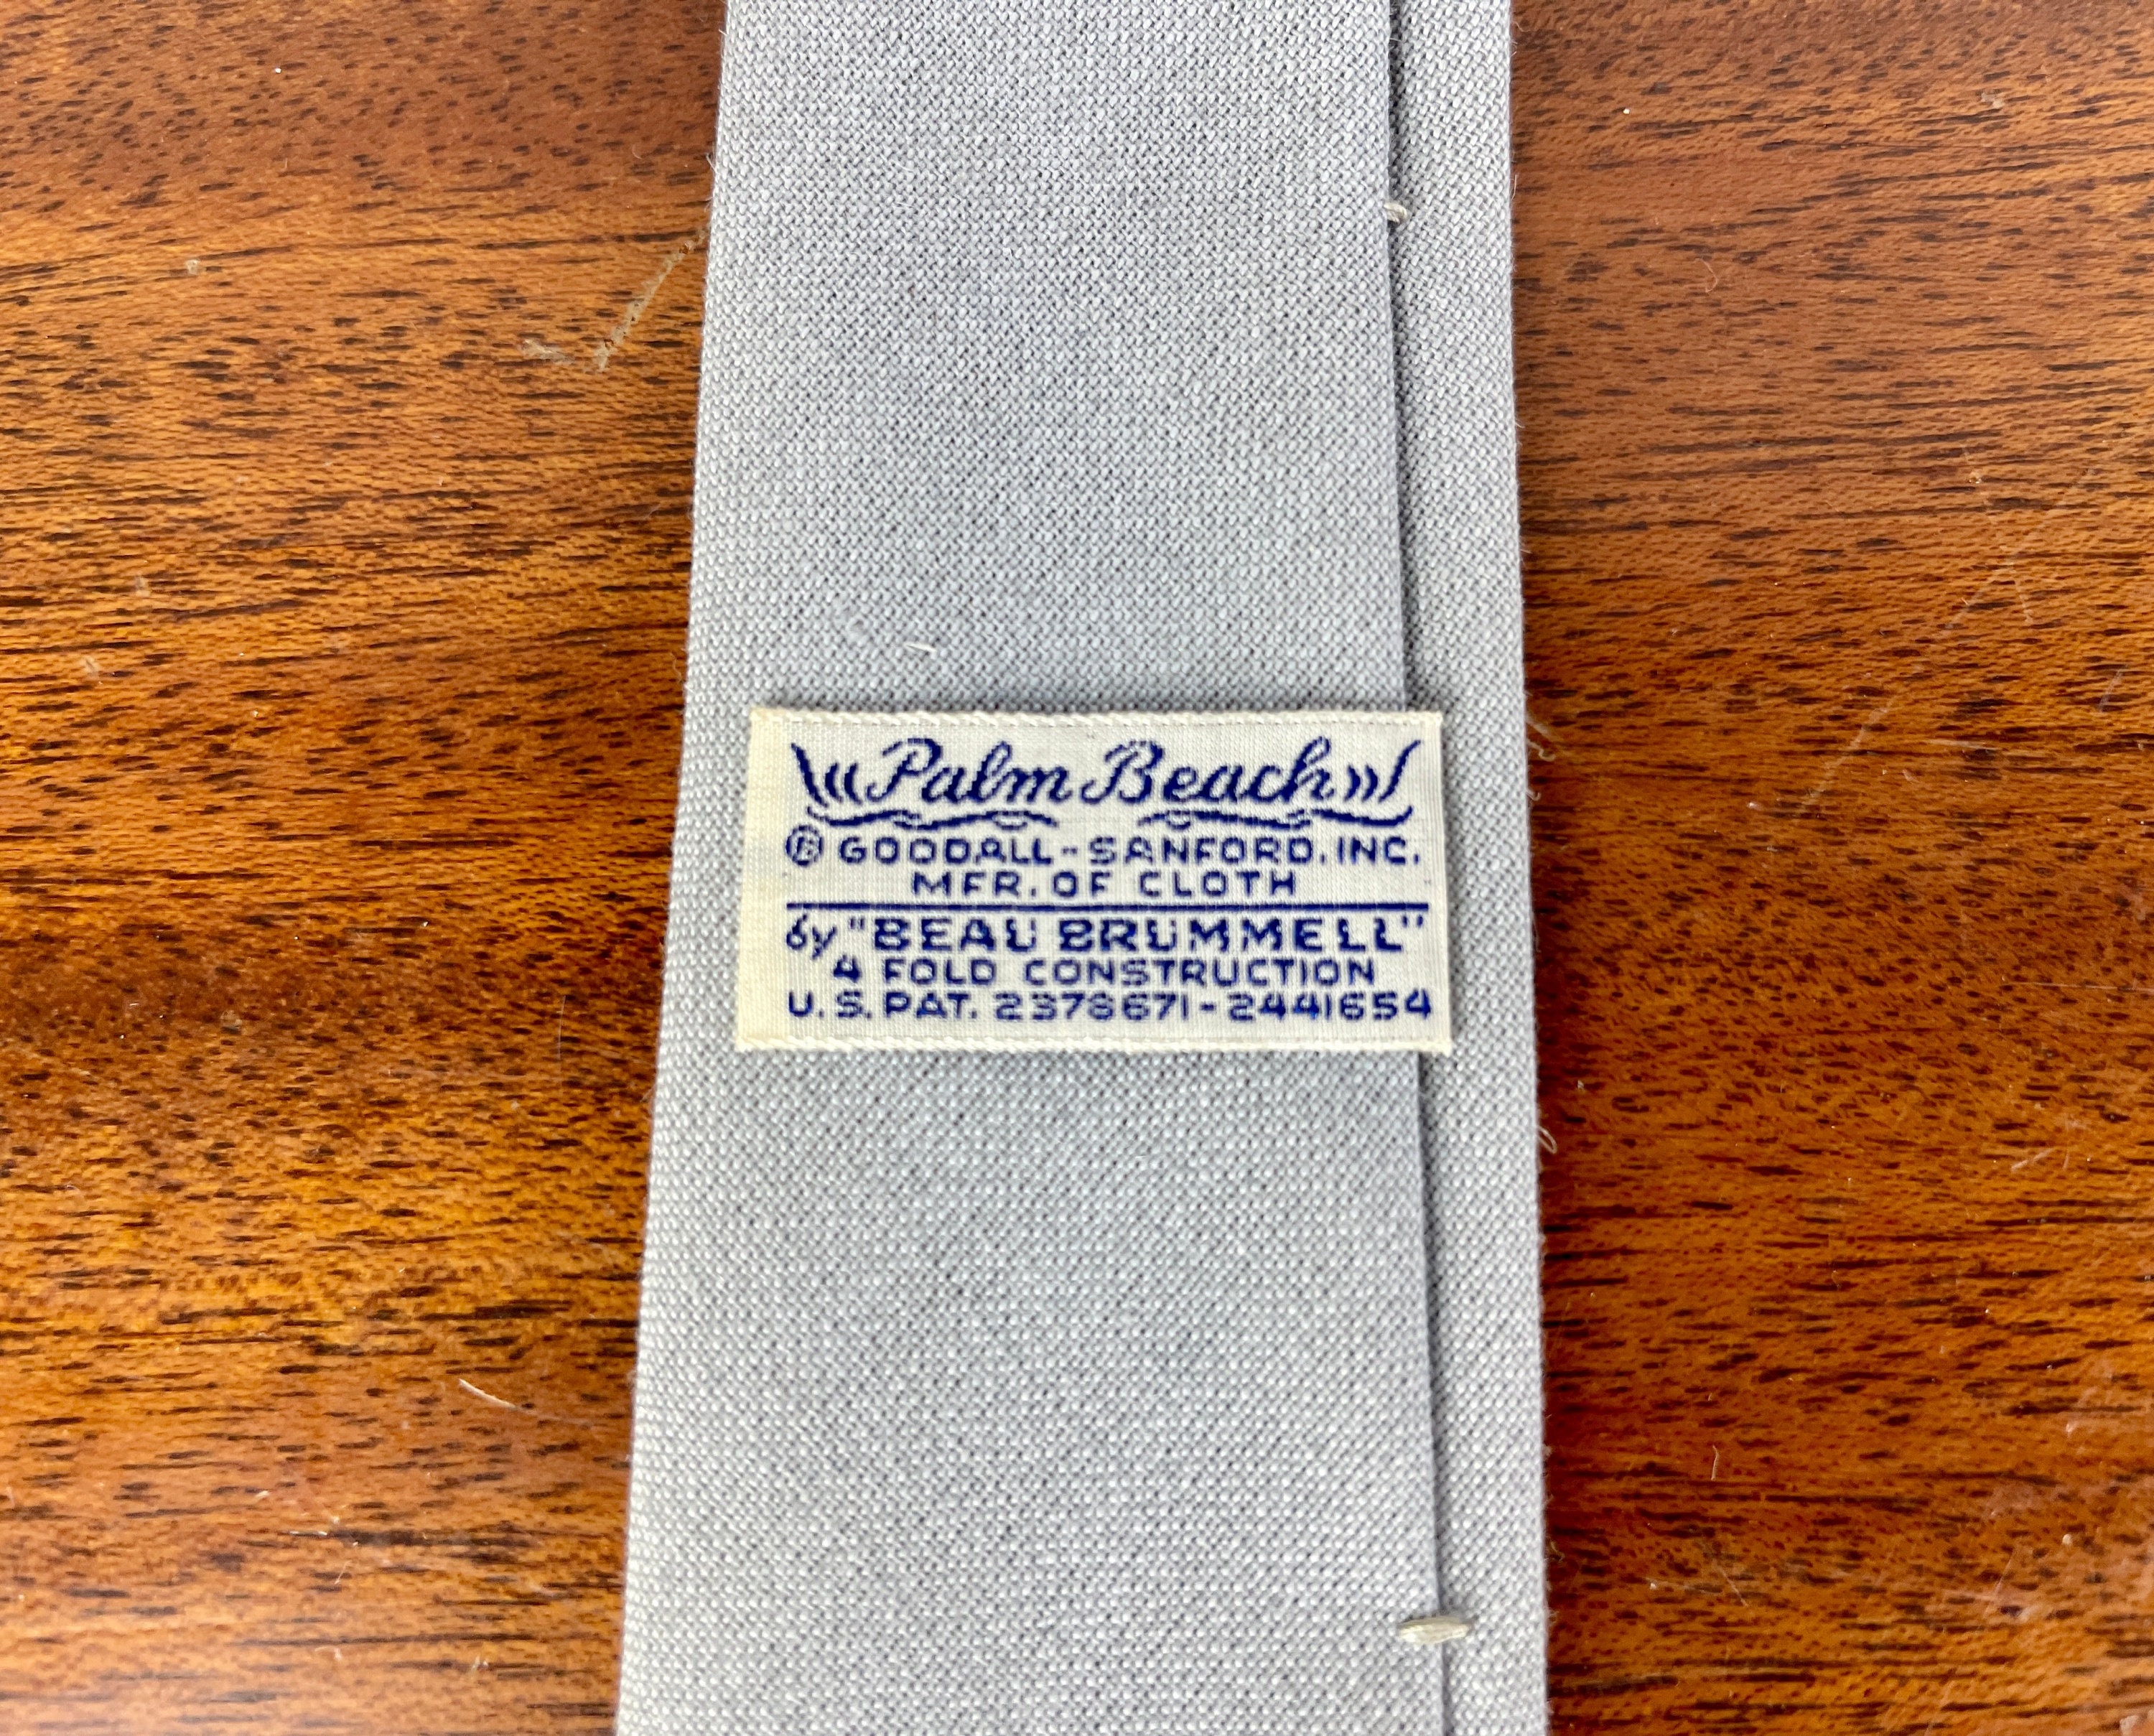 Palm Beach
® GOODALL-SANFORD, INC.
MFR. OF CLOTH
by "BEAU BRUMMELL"
4 FOLD CONSTRUCTION
U.S. PAT. 2378671-2441654